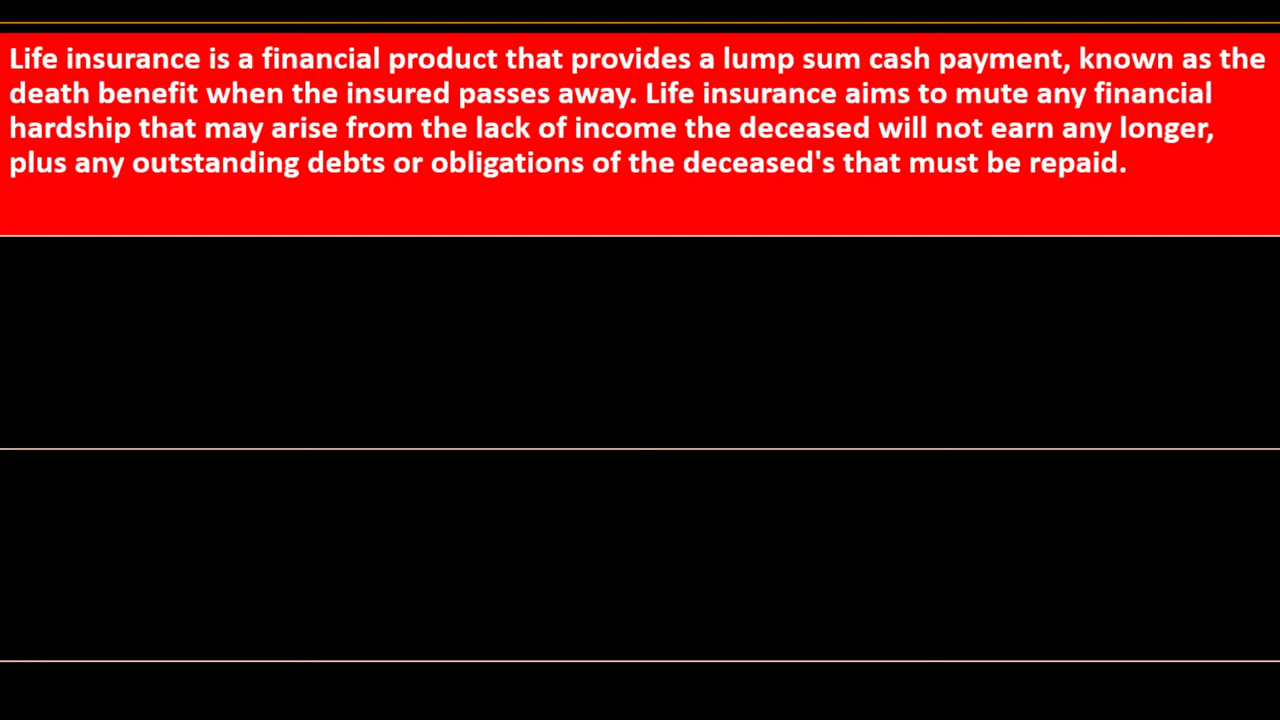 Life insurance is a financial product that provides a lump sum cash payment, known as the
death benefit when the insured passes away. Life insurance aims to mute any financial
hardship that may arise from the lack of income the deceased will not earn any longer,
plus any outstanding debts or obligations of the deceased's that must be repaid.